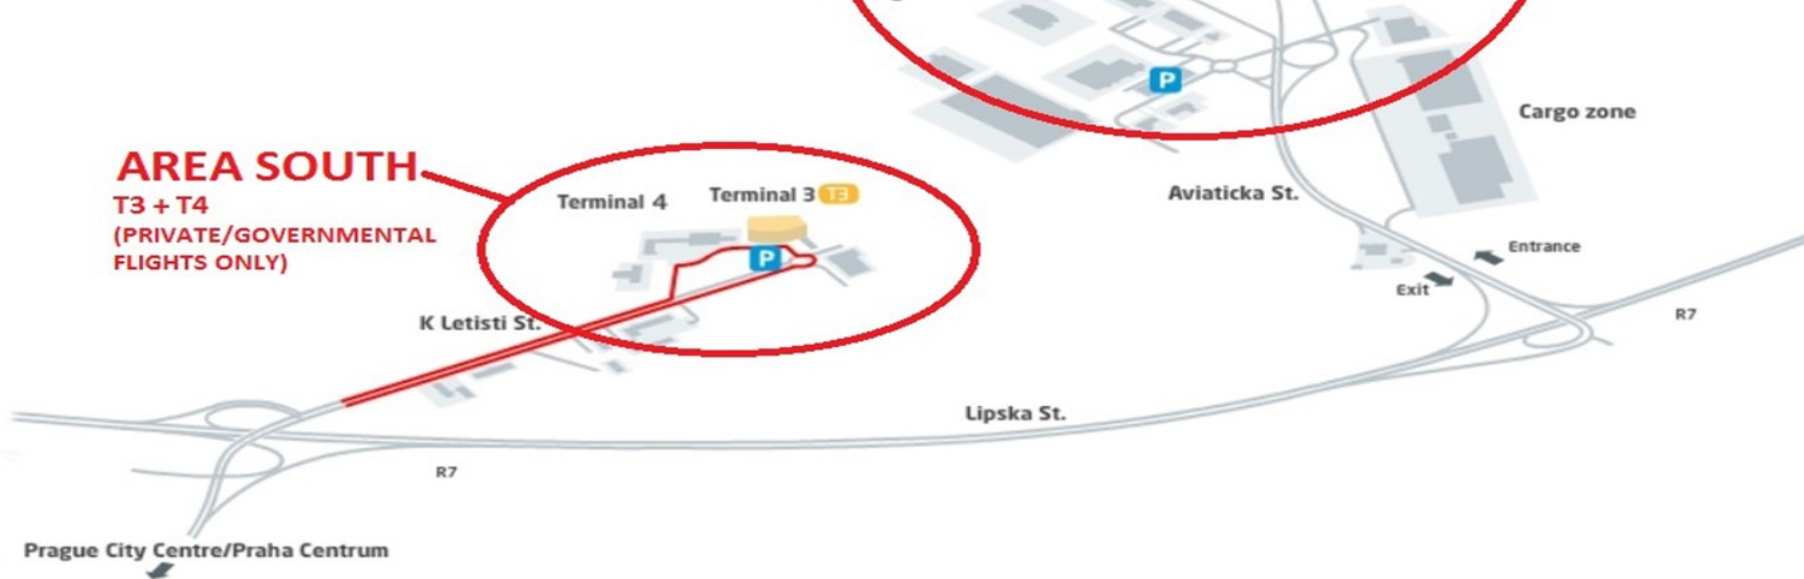 P
Cargo zone
AREA SOUTH
T3 + T4
(PRIVATE/GOVERNMENTAL
FLIGHTS ONLY)
Terminal 4
Terminal 3 T3
P
Aviaticka St.
Entrance
Exit
K Letisti St.
R7
Lipska St.
R7
Prague City Centre/Praha Centrum